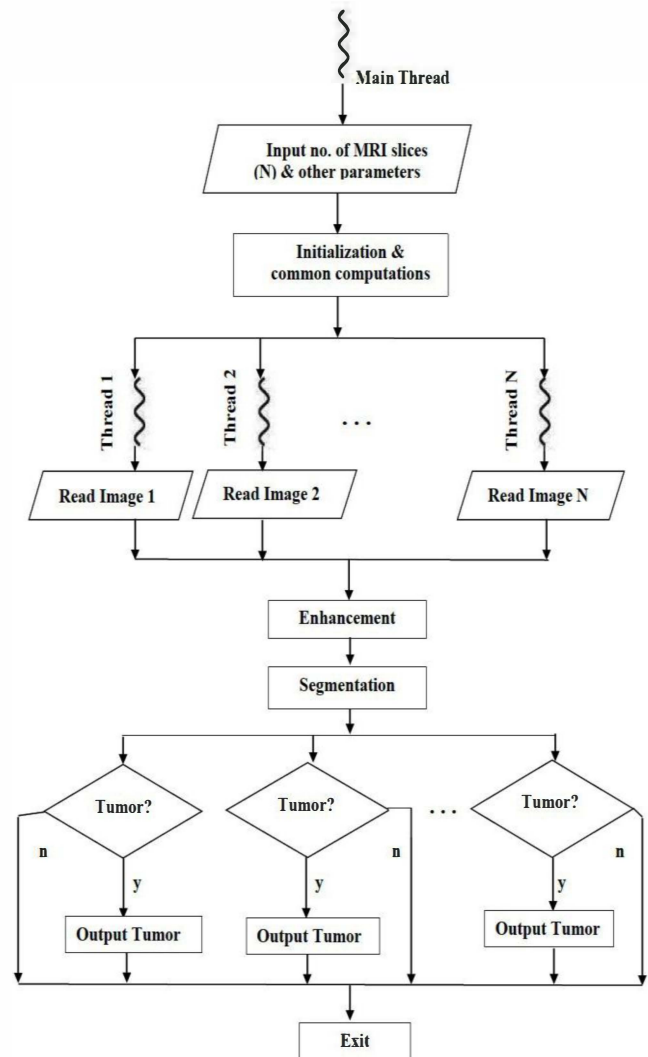 Main Thread
Input no. of MRI slices
(N) & other parameters
Initialization &
common computations
Thread 1
Thread 2
Thread N
...
Read Image 1
Read Image 2
Read Image N
Enhancement
Segmentation
Tumor?
Tumor?
...
Tumor?
n
n
n
y
y
y
Output Tumor
Output Tumor
Output Tumor
Exit